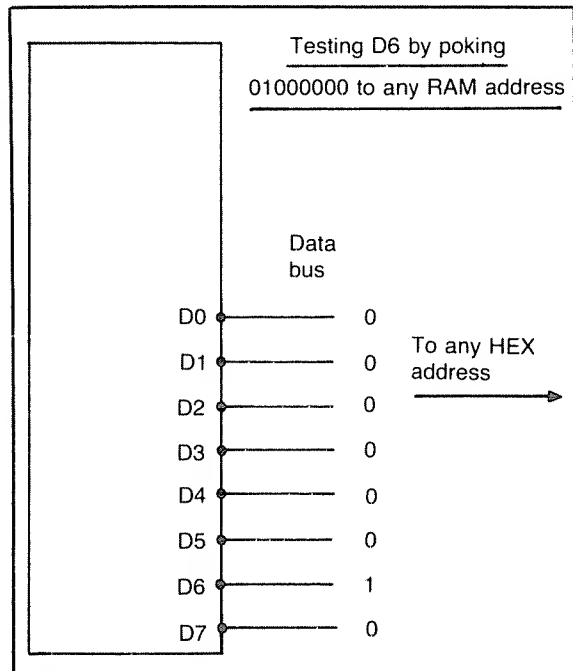 Testing D6 by poking
01000000 to any RAM address
Data
bus
D0 0
D1 0
To any HEX
address
D2 0
D3 0
D4 0
D5 0
D6 1
D7 0